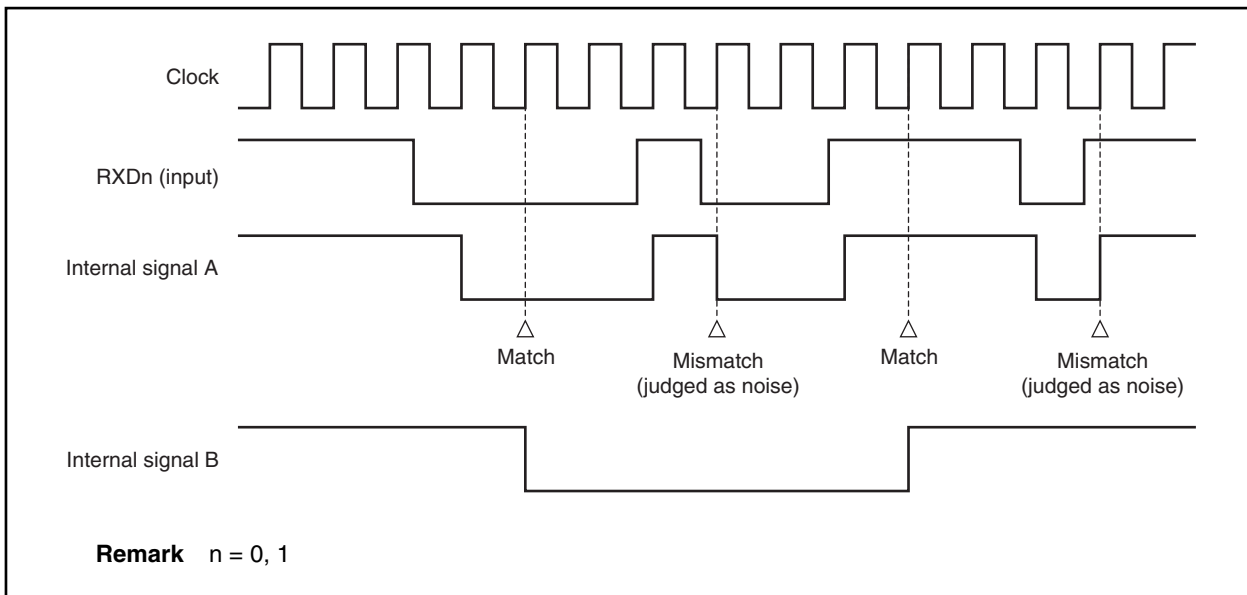 Clock
RXDn (input)
Internal signal A
Match
Mismatch
(judged as noise)
Match
Mismatch
(judged as noise)
Internal signal B
Remark n = 0, 1